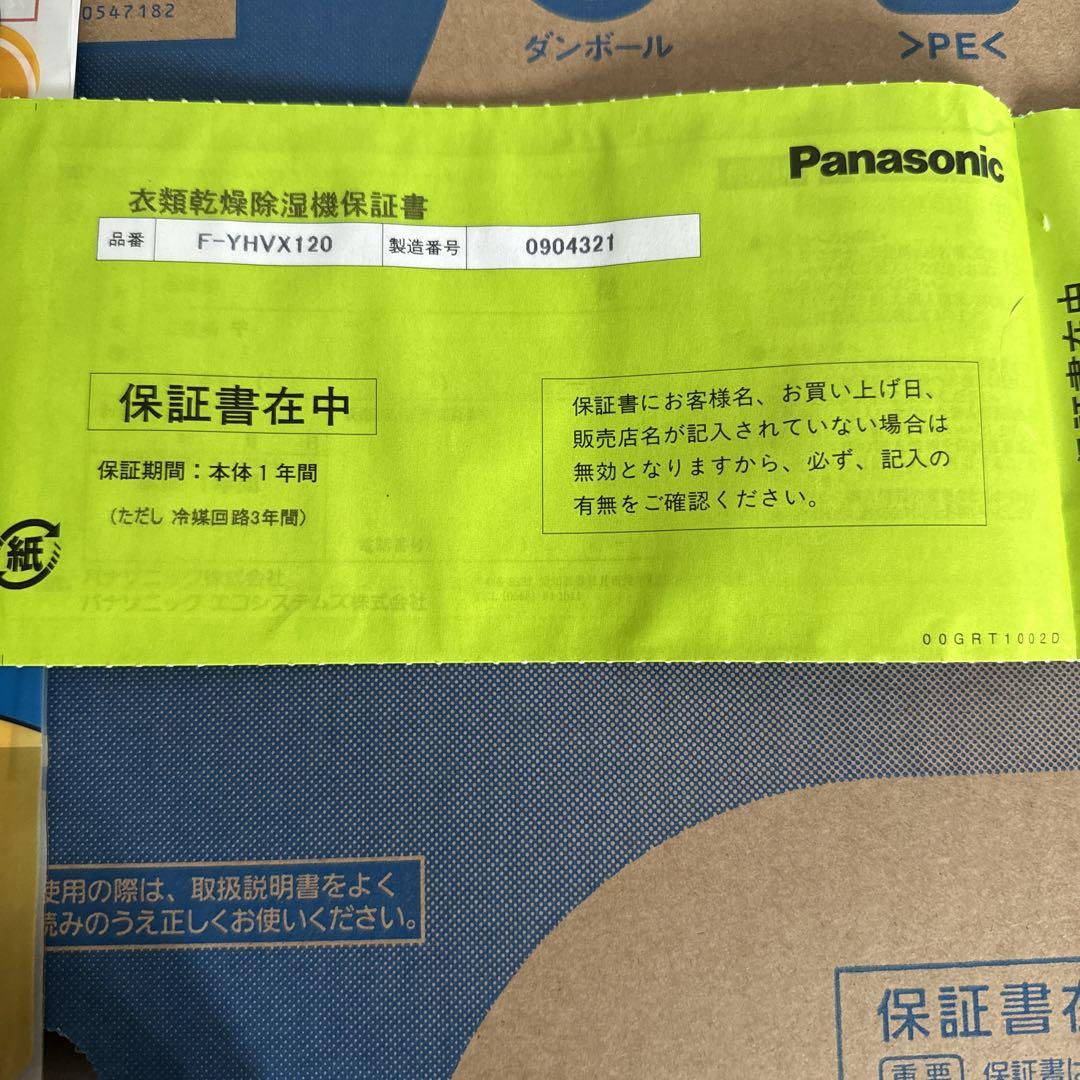 0547182
ダンボール
>PE<
Panasonic
衣類乾燥除湿機保証書
品番 F-YHVX120 製造番号 0904321
保証書在中
保証期間：本体1年間
（ただし 冷媒回路3年間）
保証書にお客様名、お買い上げ日、
販売店名が記入されていない場合は
無効となりますから、必ず、記入の
有無をご確認ください。
紙
電話番号
パナソニック株式会社
パナソニック エコシステムズ株式会社
00GRT1002D
使用の際は、取扱説明書をよく
読みのうえ正しくお使いください。
保証書在
重要 保証書は